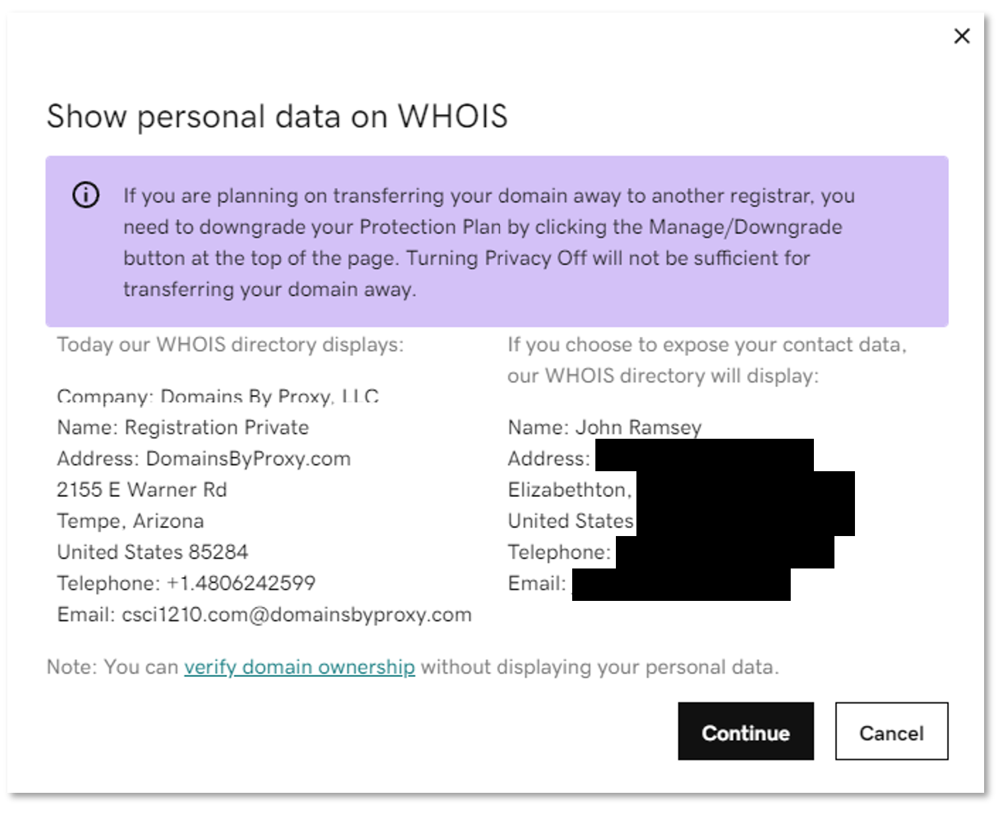 Show personal data on WHOIS
If you are planning on transferring your domain away to another registrar, you
need to downgrade your Protection Plan by clicking the Manage/Downgrade
button at the top of the page. Turning Privacy Off will not be sufficient for
transferring your domain away.
Today our WHOIS directory displays:
Company: Domains By Proxy, LLC
Name: Registration Private
Address: DomainsByProxy.com
2155 E Warner Rd
Tempe, Arizona
United States 85284
Telephone: +1.4806242599
Email: csci1210.com@domainsbyproxy.com
If you choose to expose your contact data,
our WHOIS directory will display:
Name: John Ramsey
Address:
Elizabethton,
United States
Telephone:
Email:
Note: You can verify domain ownership without displaying your personal data.
Continue
Cancel